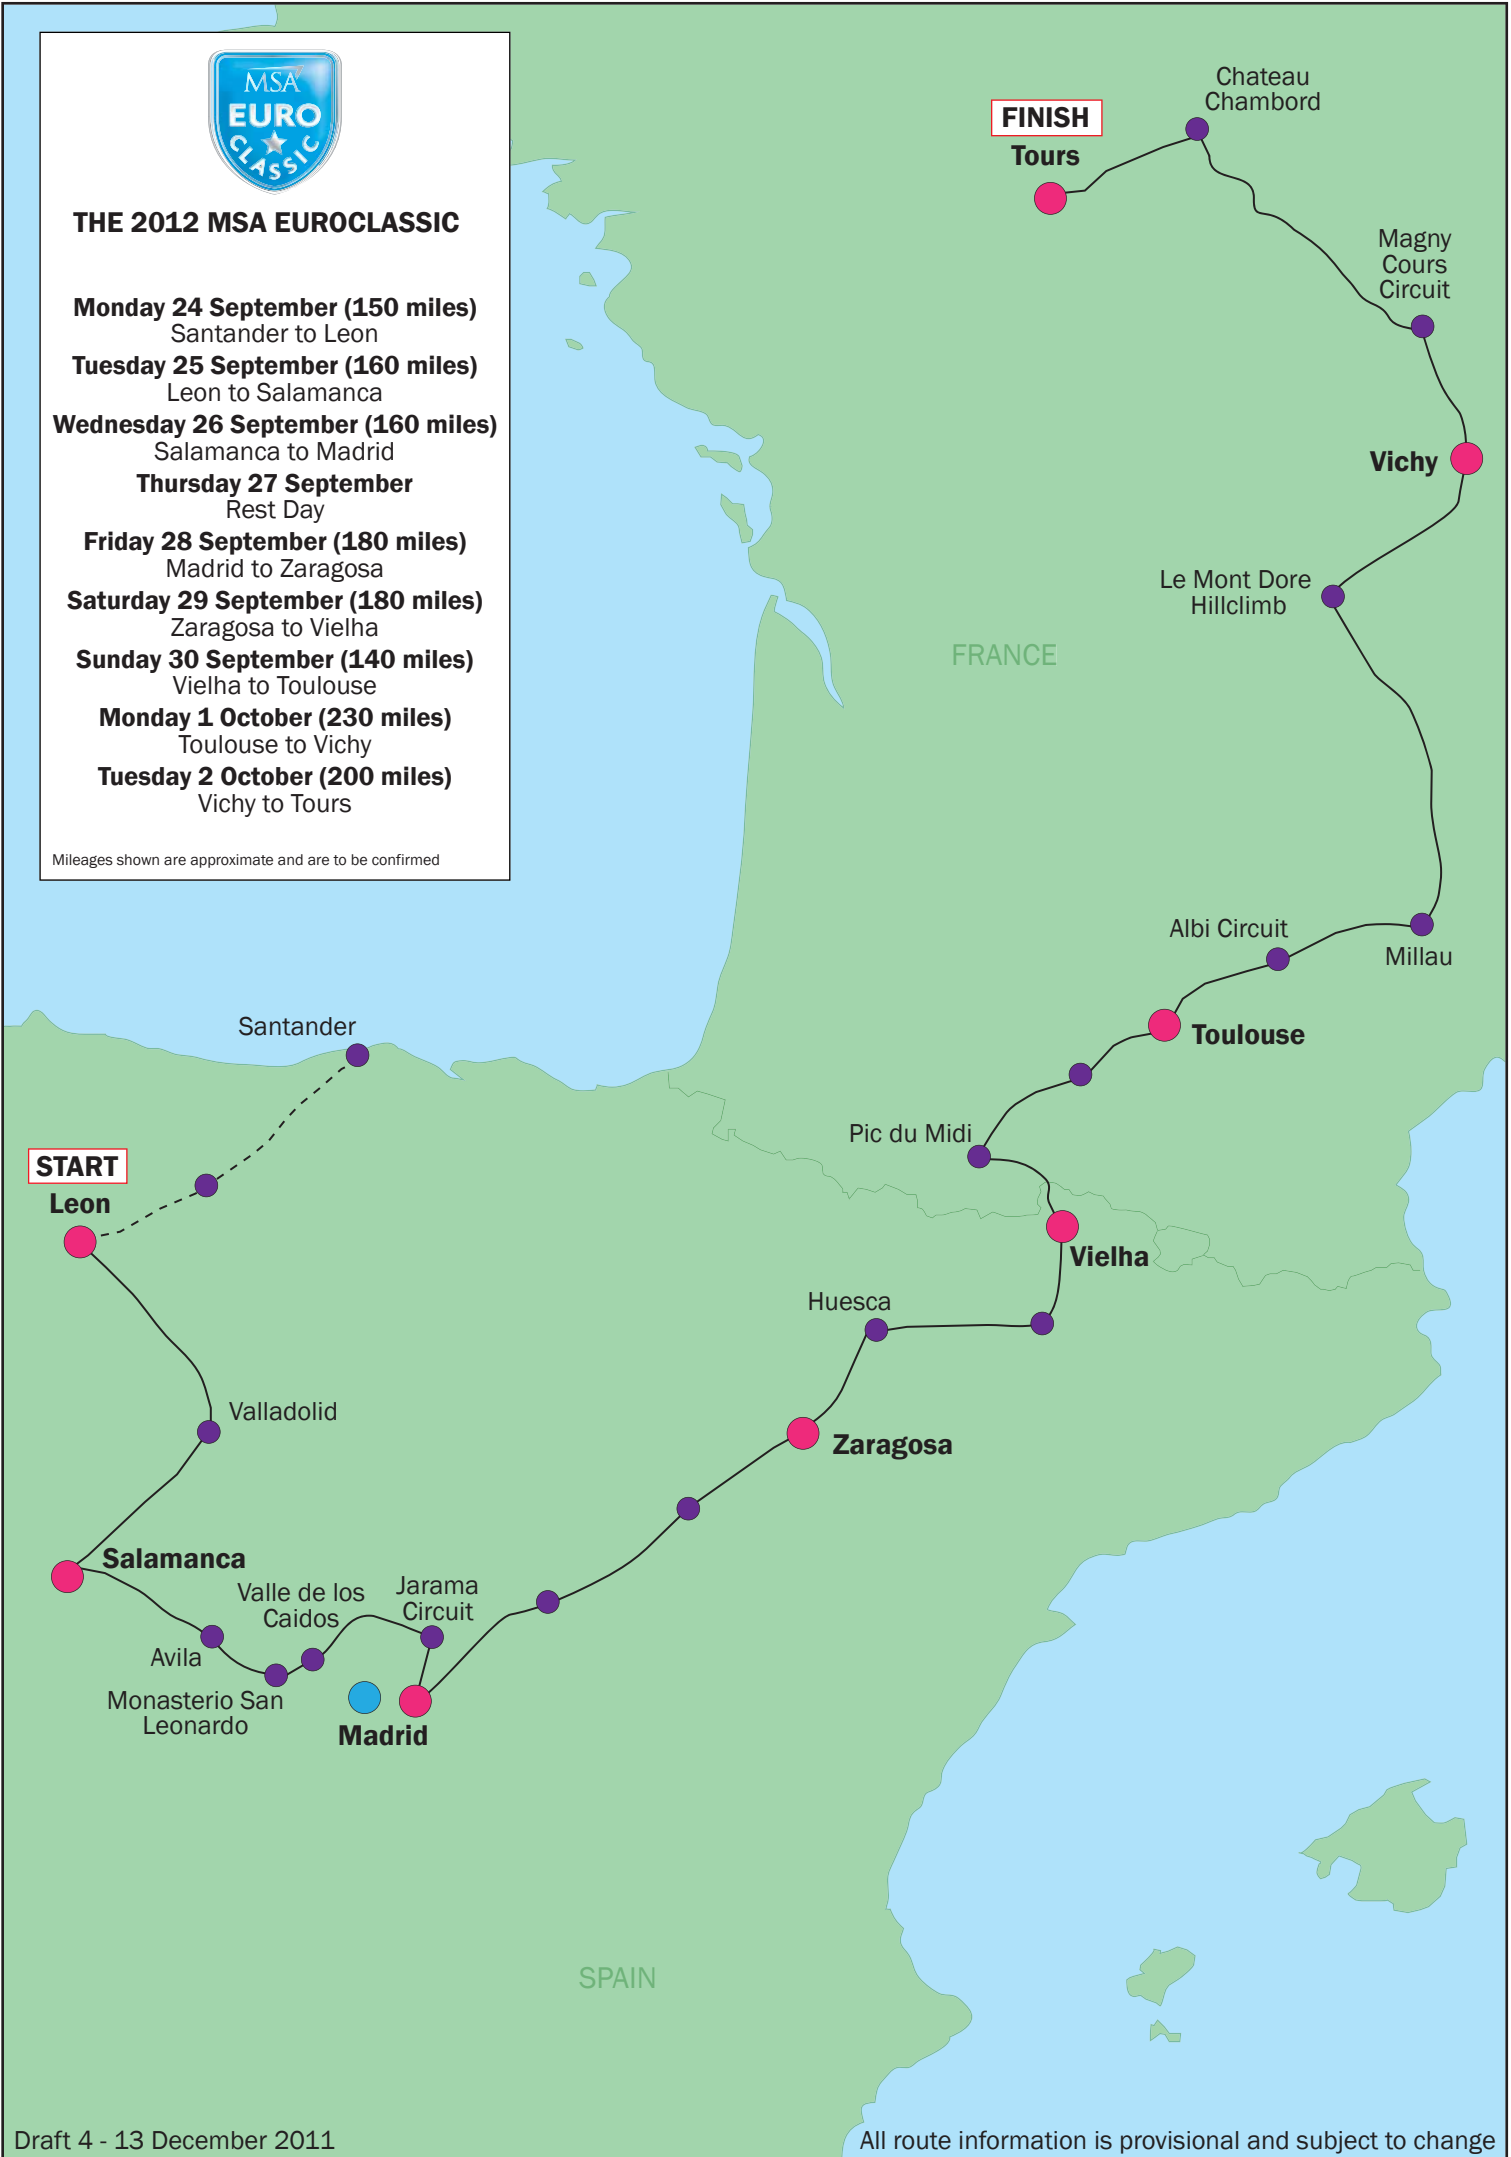 MSA
EURO
CLASSIC
THE 2012 MSA EUROCLASSIC
Monday 24 September (150 miles)
Santander to Leon
Tuesday 25 September (160 miles)
Leon to Salamanca
Wednesday 26 September (160 miles)
Salamanca to Madrid
Thursday 27 September
Rest Day
Friday 28 September (180 miles)
Madrid to Zaragosa
Saturday 29 September (180 miles)
Zaragosa to Vielha
Sunday 30 September (140 miles)
Vielha to Toulouse
Monday 1 October (230 miles)
Toulouse to Vichy
Tuesday 2 October (200 miles)
Vichy to Tours
Mileages shown are approximate and are to be confirmed
Chateau
Chambord
FINISH
Tours
Magny
Cours
Circuit
Vichy
Le Mont Dore
Hillclimb
FRANCE
Albi Circuit
Millau
Santander
Toulouse
Pic du Midi
START
Leon
Vielha
Huesca
Valladolid
Zaragosa
Salamanca
Valle de los
Caidos
Jarama
Circuit
Avila
Monasterio San
Leonardo
Madrid
SPAIN
Draft 4 - 13 December 2011
All route information is provisional and subject to change